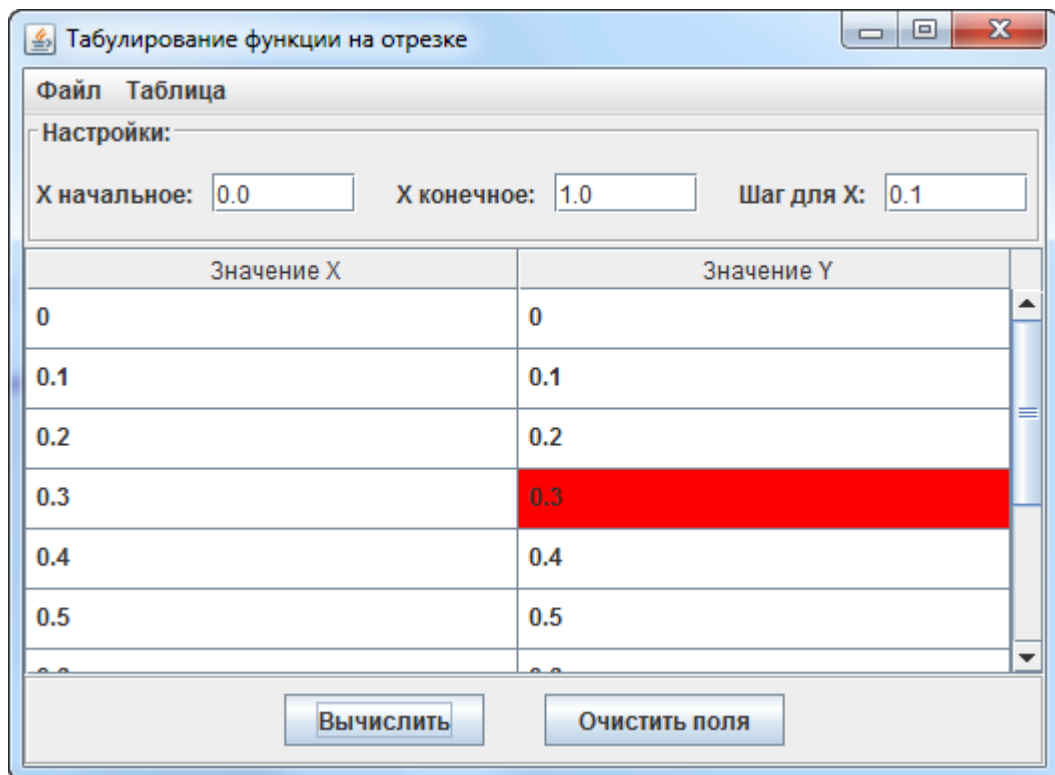 Табулирование функции на отрезке
Файл Таблица
Настройки:
X начальное: 0.0 X конечное: 1.0 Шаг для X: 0.1
Значение X Значение Y
0 0
0.1 0.1
0.2 0.2
0.3 0.3
0.4 0.4
0.5 0.5
Вычислить Очистить поля